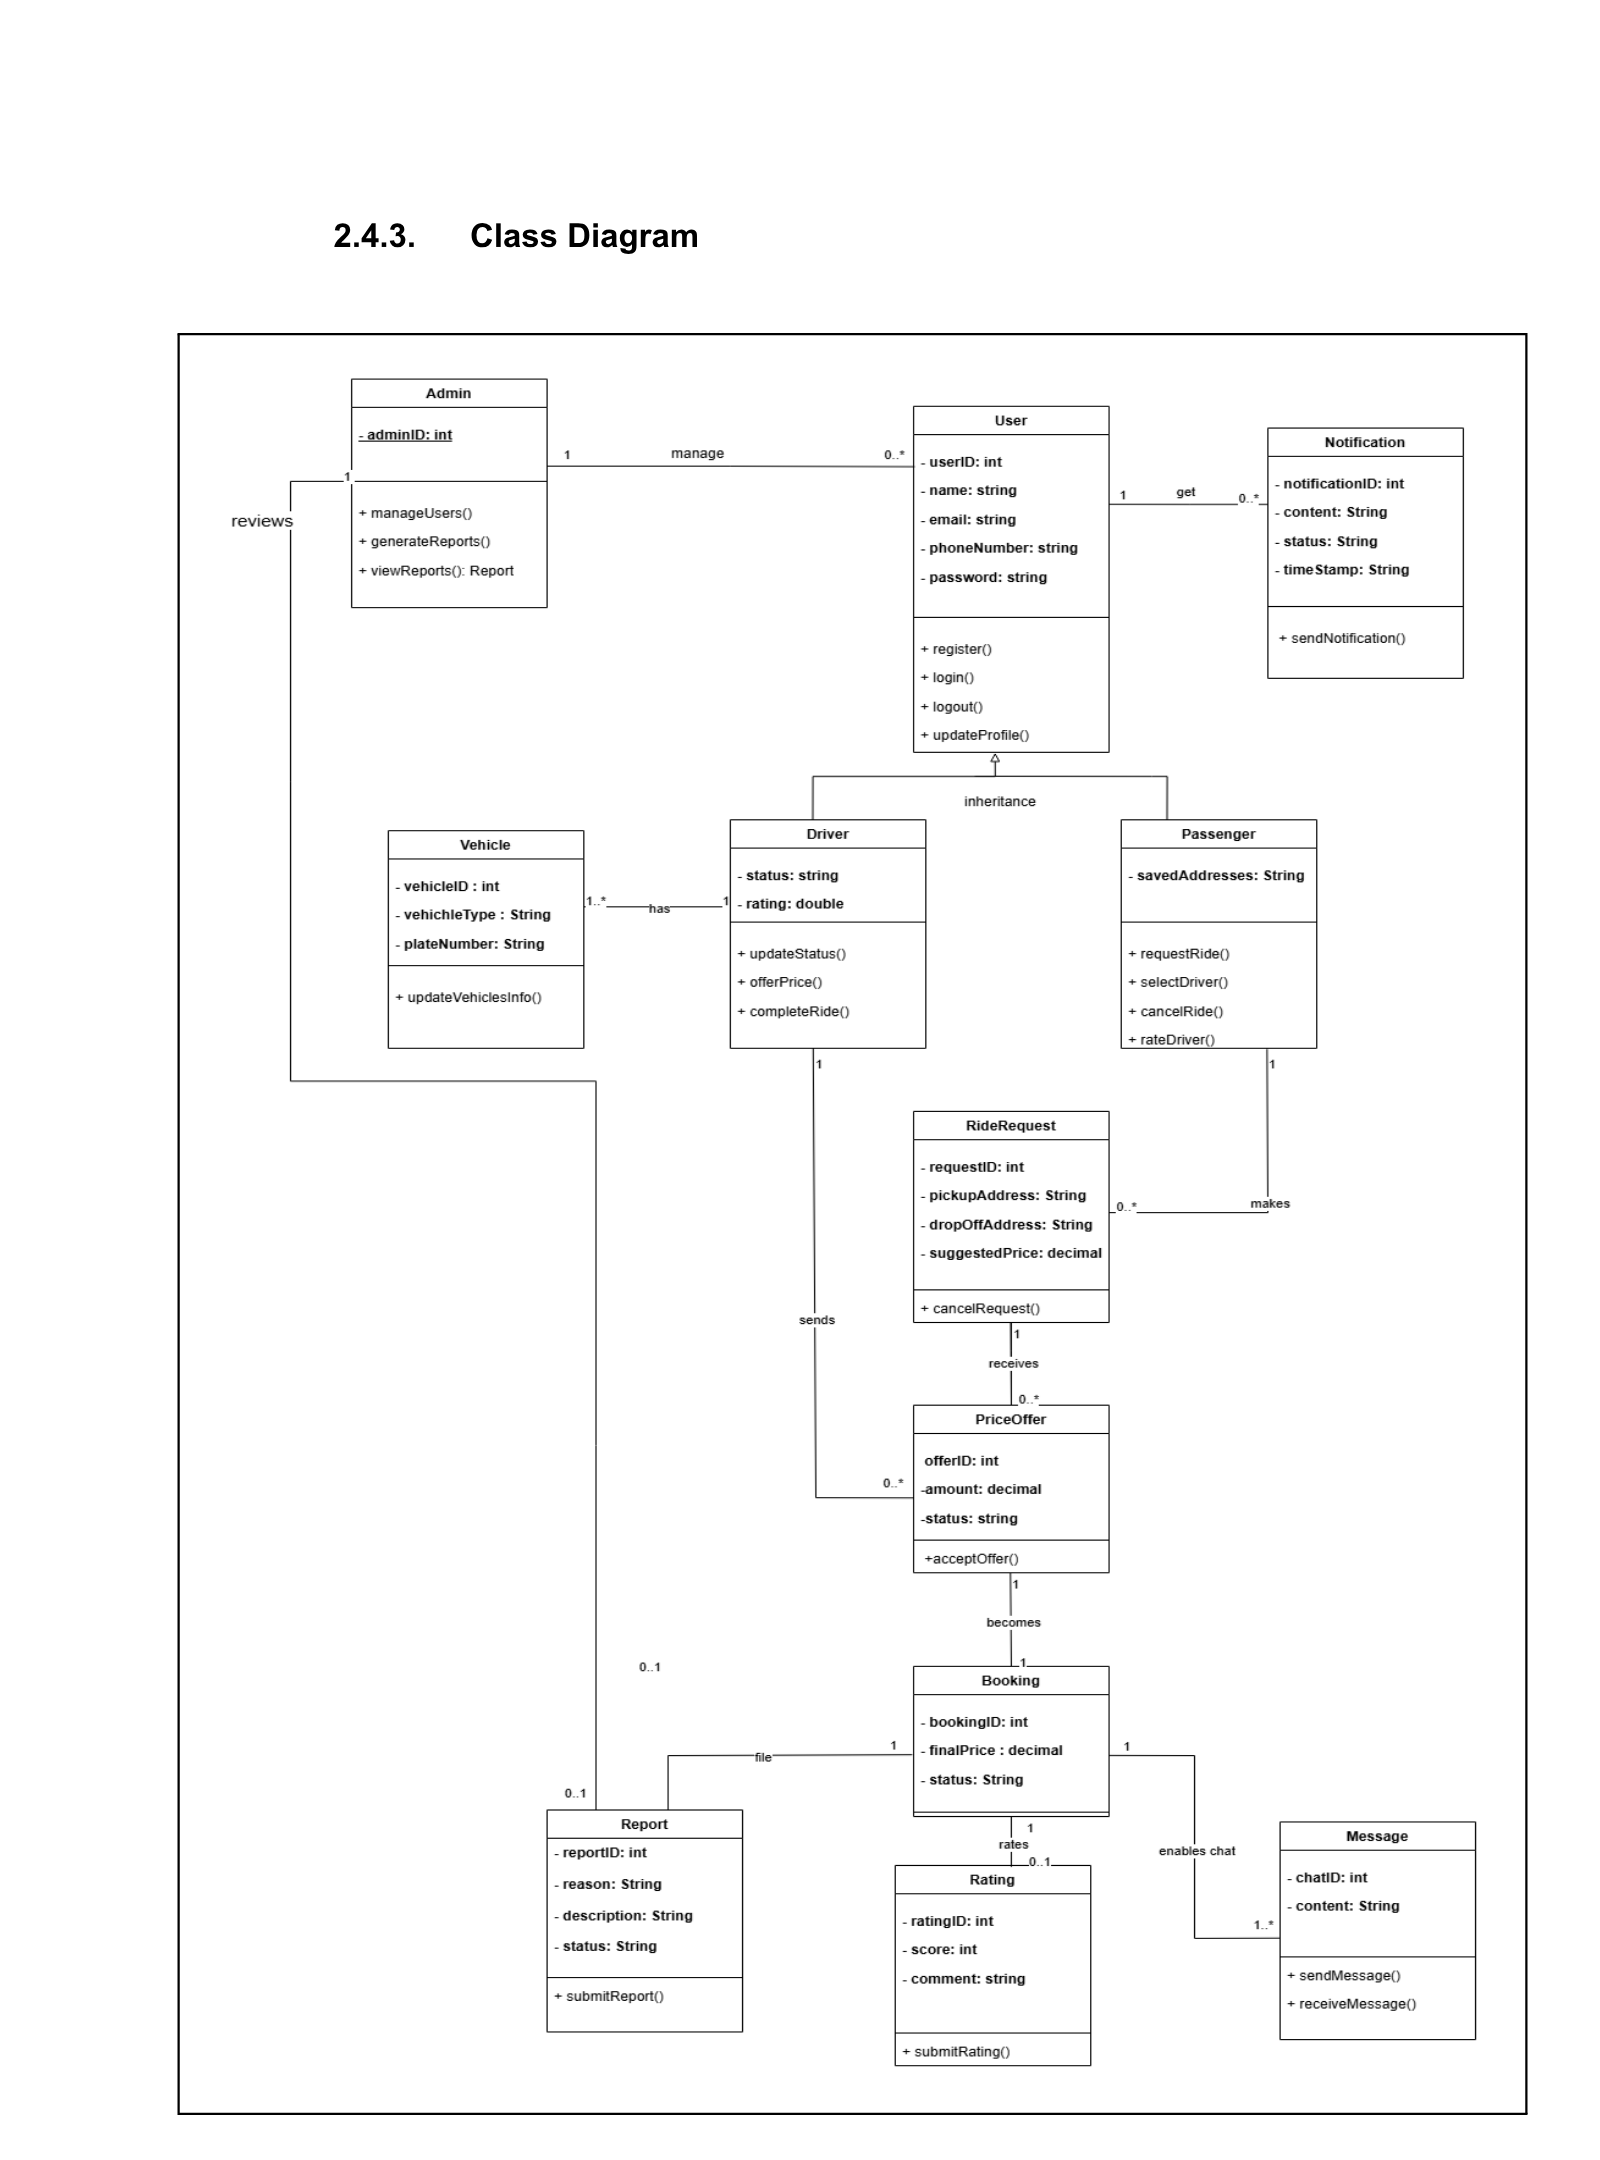 2.4.3. Class Diagram
Admin
- adminID: int
+ manageUsers()
+ generateReports()
+ viewReports(): Report
1
manage
0..*
1
reviews
User
- userID: int
- name: string
- email: string
- phoneNumber: string
- password: string
+ register()
+ login()
+ logout()
+ updateProfile()
1
get
0..*
Notification
- notificationID: int
- content: String
- status: String
- timeStamp: String
+ sendNotification()
inheritance
Vehicle
- vehicleID : int
- vehichleType : String
- plateNumber: String
+ updateVehiclesInfo()
1..*
has
1
Driver
- status: string
- rating: double
+ updateStatus()
+ offerPrice()
+ completeRide()
Passenger
- savedAddresses: String
+ requestRide()
+ selectDriver()
+ cancelRide()
+ rateDriver()
1
1
RideRequest
- requestID: int
- pickupAddress: String
- dropOffAddress: String
- suggestedPrice: decimal
+ cancelRequest()
0..*
makes
sends
1
receives
0..*
PriceOffer
offerID: int
-amount: decimal
-status: string
+acceptOffer()
0..*
1
becomes
1
0..1
Booking
- bookingID: int
- finalPrice : decimal
- status: String
1
file
1
0..1
Report
- reportID: int
- reason: String
- description: String
- status: String
+ submitReport()
1
rates
0..1
Rating
- ratingID: int
- score: int
- comment: string
+ submitRating()
enables chat
1..*
Message
- chatID: int
- content: String
+ sendMessage()
+ receiveMessage()